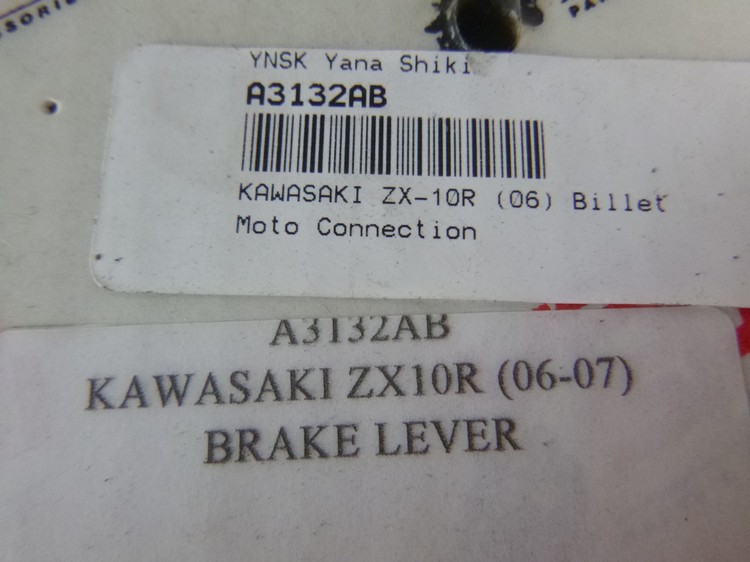 YNSK Yana Shiki
A3132AB
KAWASAKI ZX-10R (06) Billet
Moto Connection
A3132AB
KAWASAKI ZX10R (06-07)
BRAKE LEVER